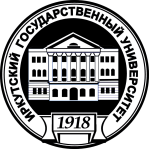 ИРКУТСКИЙ ГОСУДАРСТВЕННЫЙ УНИВЕРСИТЕТ
1918